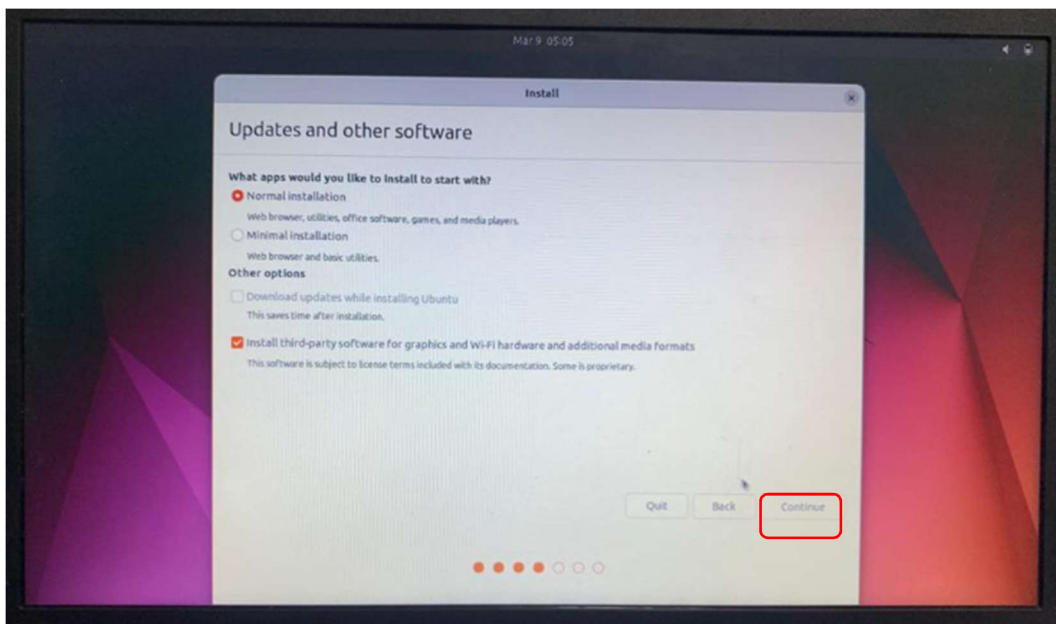 Mar 9 05:05
Install
Updates and other software
What apps would you like to install to start with?
Normal installation
Web browser, utilities, office software, games, and media players.
Minimal installation
Web browser and basic utilities.
Other options
Download updates while installing Ubuntu
This saves time after installation.
Install third-party software for graphics and Wi-Fi hardware and additional media formats
This software is subject to license terms included with its documentation. Some is proprietary.
Quit Back Continue